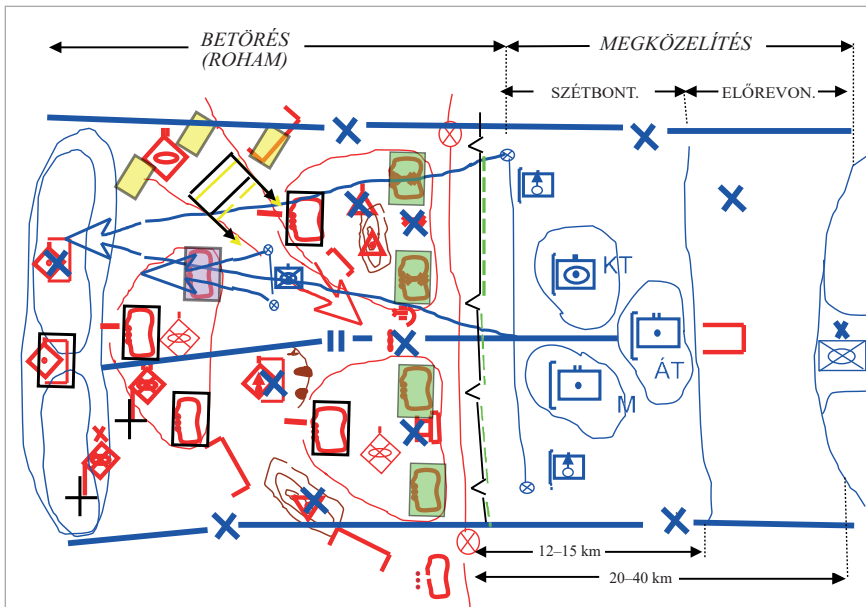 BETÖRÉS
(ROHAM)
MEGKÖZELÍTÉS
SZÉTBONT.
ELŐREVON.
KT
ÁT
M
12–15 km
20–40 km